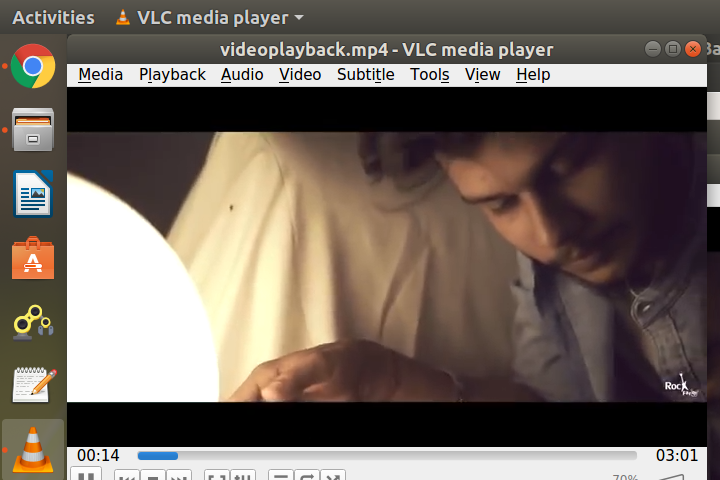 Activities VLC media player
videoplayback.mp4 - VLC media player
Media Playback Audio Video Subtitle Tools View Help
Rock
00:14 03:01
70%